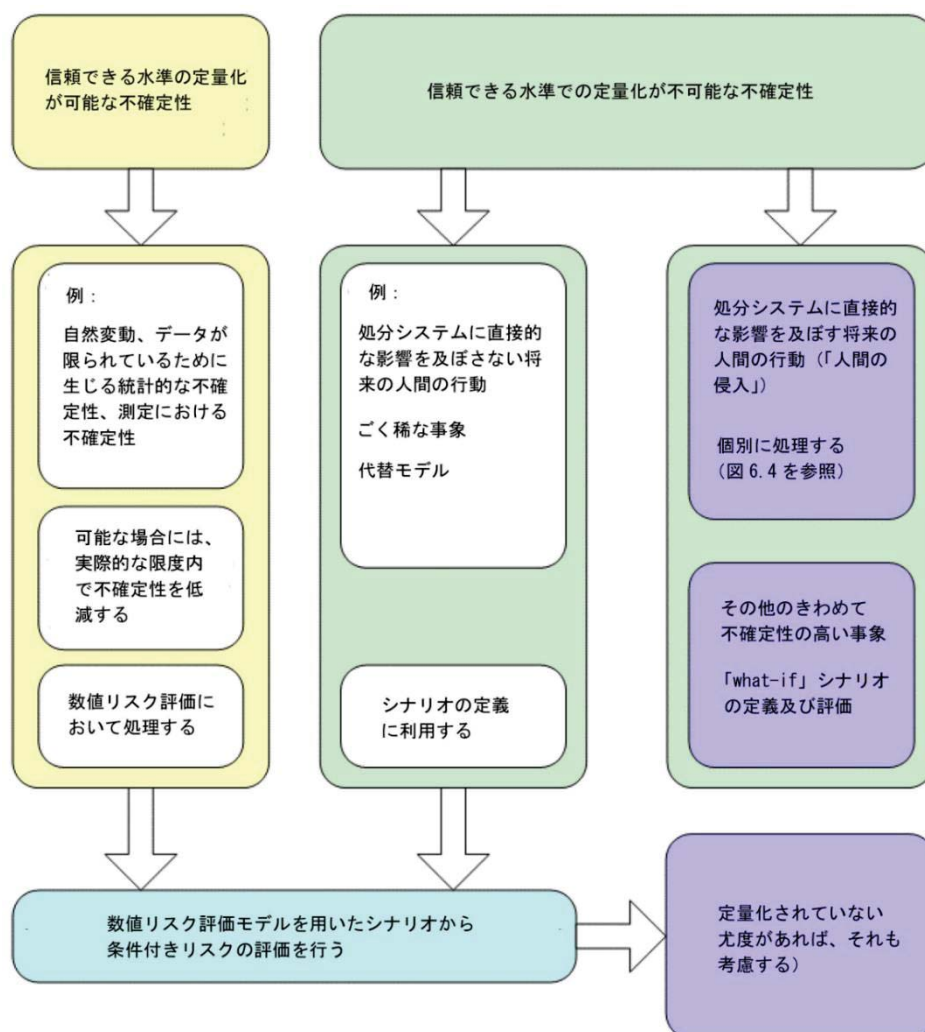 信頼できる水準の定量化
が可能な不確定性
信頼できる水準での定量化が不可能な不確定性
例：
自然変動、データが
限られているために
生じる統計的な不確
定性、測定における
不確定性
可能な場合には、
実際的な限度内
で不確定性を低
減する
数値リスク評価に
おいて処理する
例：
処分システムに直接的
な影響を及ぼさない将
来の人間の行動
ごく稀な事象
代替モデル
シナリオの定義
に利用する
処分システムに直接的
な影響を及ぼす将来の
人間の行動（「人間の
侵入」）
個別に処理する
（図 6.4 を参照）
その他のきわめて
不確定性の高い事象
「what-if」シナリオ
の定義及び評価
数値リスク評価モデルを用いたシナリオから
条件付きリスクの評価を行う
定量化されていない
尤度があれば、それも
考慮する）